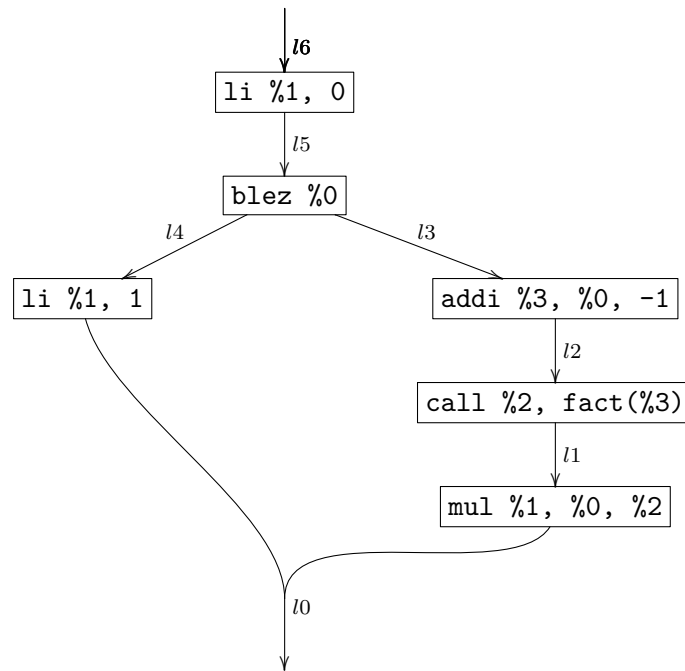 l6
li %1, 0
l5
blez %0
l4
l3
li %1, 1
addi %3, %0, -1
l2
call %2, fact(%3)
l1
mul %1, %0, %2
l0